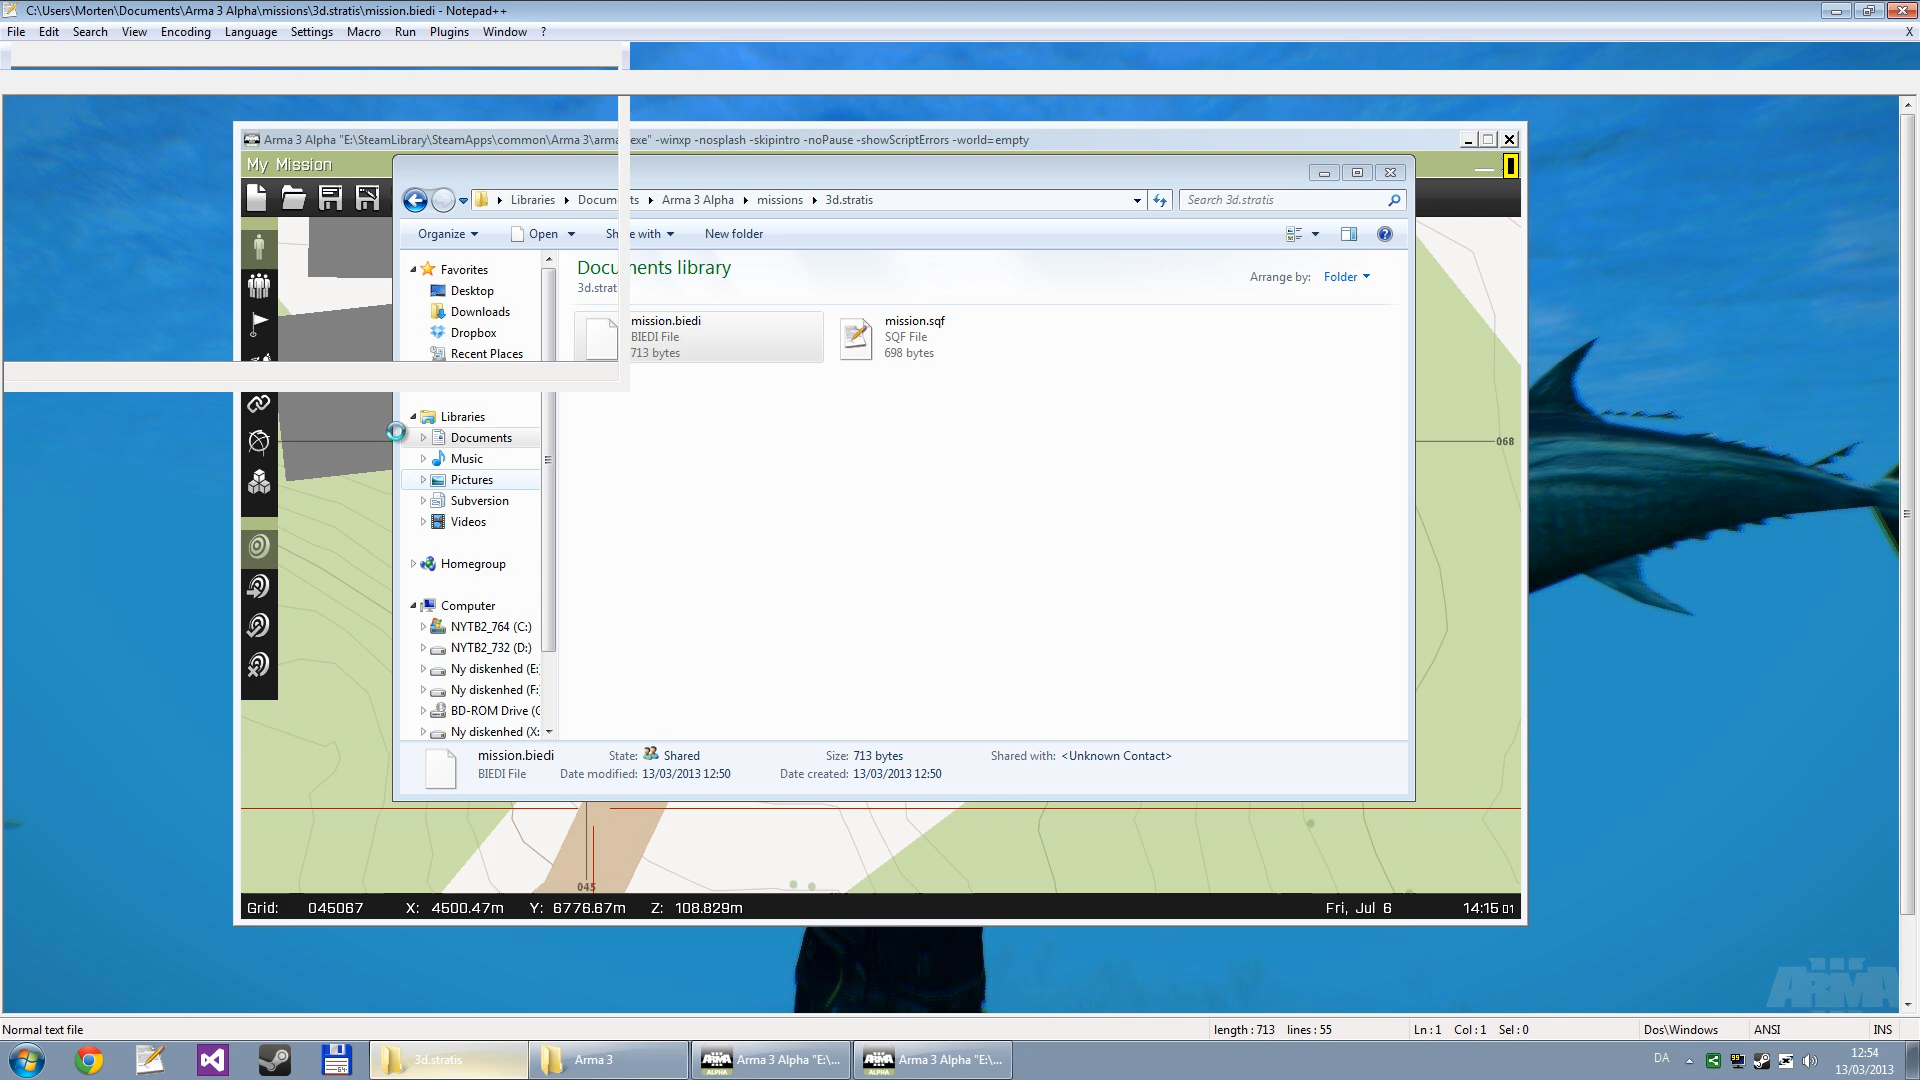 C:\Users\Morten\Documents\Arma 3 Alpha\missions\3d.stratis\mission.biedi - Notepad++
File Edit Search View Encoding Language Settings Macro Run Plugins Window ? X
Arma 3 Alpha "E:\SteamLibrary\SteamApps\common\Arma 3\arma exe" -winxp -nosplash -skipintro -noPause -showScriptErrors -world=empty
My Mission
Libraries Docum ts Arma 3 Alpha missions 3d.stratis Search 3d.stratis
Organize Open Sh e with New folder
Favorites
Desktop
Downloads
Dropbox
Recent Places
Libraries
Documents
Music
Pictures
Subversion
Videos
Homegroup
Computer
NYTB2_764 (C:)
NYTB2_732 (D:)
Ny diskenhed (E:
Ny diskenhed (F:
BD-ROM Drive (G
Ny diskenhed (X:
Docu ents library
3d.strat
Arrange by: Folder
mission.biedi
BIEDI File
713 bytes
mission.sqf
SQF File
698 bytes
mission.biedi State: Shared Size: 713 bytes Shared with: <Unknown Contact>
BIEDI File Date modified: 13/03/2013 12:50 Date created: 13/03/2013 12:50
068
045
Grid: 045067 X: 4500.47m Y: 6776.67m Z: 108.829m Fri, Jul 6 14:15 01
ARMA
Normal text file length : 713 lines : 55 Ln : 1 Col : 1 Sel : 0 Dos\Windows ANSI INS
3d.stratis Arma 3 Arma 3 Alpha "E:\... Arma 3 Alpha "E:\... DA 12:54
13/03/2013